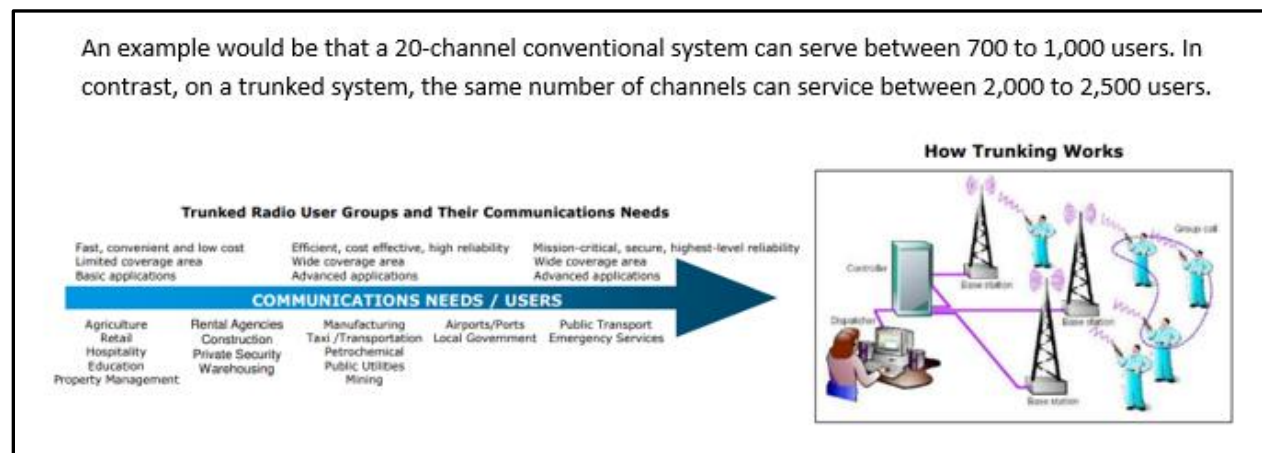 An example would be that a 20-channel conventional system can serve between 700 to 1,000 users. In
contrast, on a trunked system, the same number of channels can service between 2,000 to 2,500 users.
Trunked Radio User Groups and Their Communications Needs
Fast, convenient and low cost
Limited coverage area
Basic applications
Efficient, cost effective, high reliability
Wide coverage area
Advanced applications
Mission-critical, secure, highest-level reliability
Wide coverage area
Advanced applications
COMMUNICATIONS NEEDS / USERS
Agriculture
Retail
Hospitality
Education
Property Management
Rental Agencies
Construction
Private Security
Warehousing
Manufacturing
Taxi /Transportation
Petrochemical
Public Utilities
Mining
Airports/Ports
Local Government
Public Transport
Emergency Services
How Trunking Works
Group call
Controller
Base station
Base station
Dispatcher
Base station